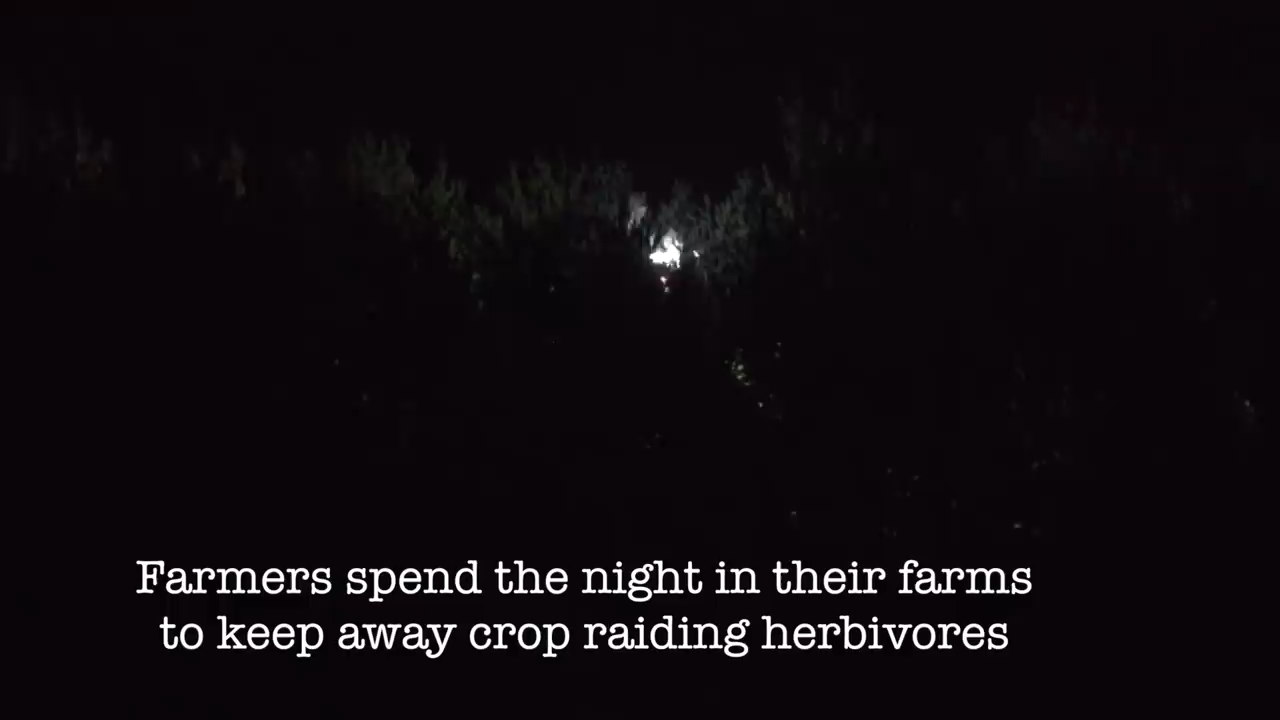 Farmers spend the night in their farms
to keep away crop raiding herbivores